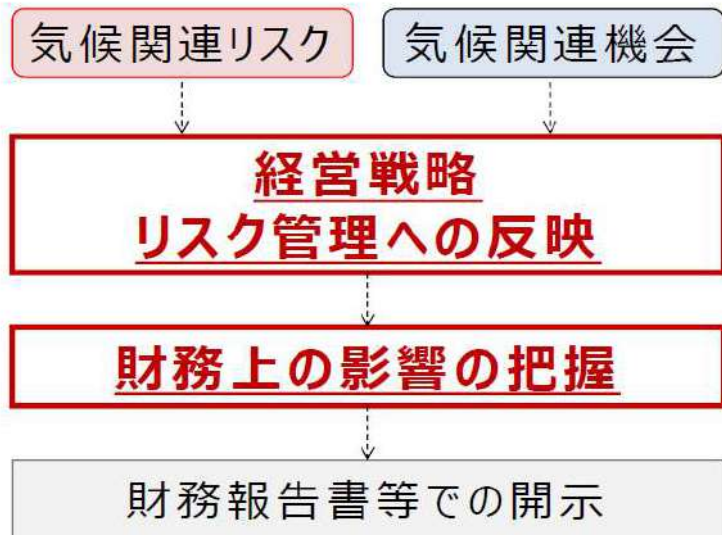 気候関連リスク
気候関連機会
経営戦略
リスク管理への反映
財務上の影響の把握
財務報告書等での開示